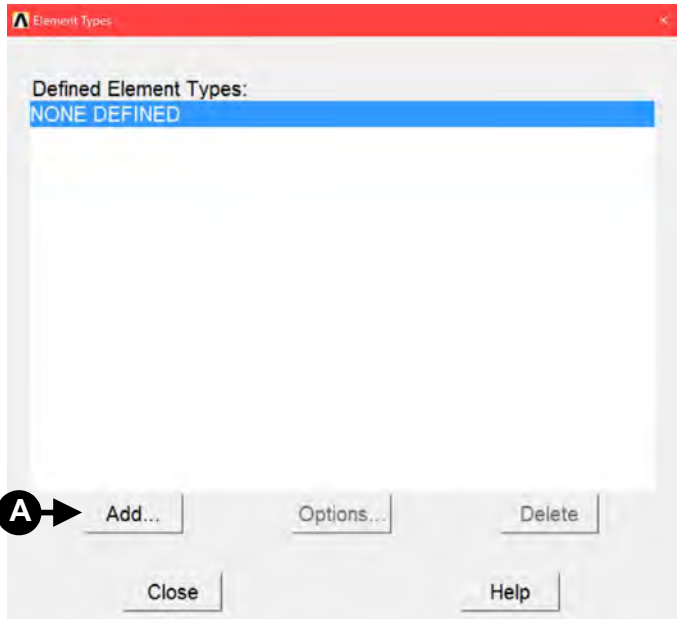 Element Types
Defined Element Types:
NONE DEFINED
A
Add... Options... Delete
Close Help